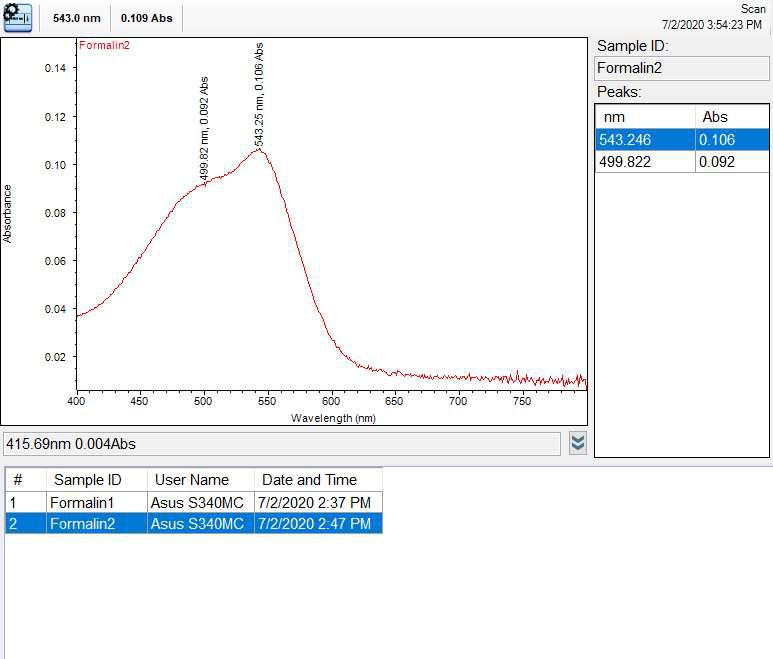 543.0 nm
0.109 Abs
Scan
7/2/2020 3:54:23 PM
Formalin2
499.82 nm, 0.092 Abs
543.25 nm, 0.106 Abs
Absorbance
0.14
0.12
0.10
0.08
0.06
0.04
0.02
400 450 500 550 600 650 700 750
Wavelength (nm)
Sample ID:
Formalin2
Peaks:
nm Abs
543.246 0.106
499.822 0.092
415.69nm 0.004Abs
# Sample ID User Name Date and Time
1 Formalin1 Asus S340MC 7/2/2020 2:37 PM
2 Formalin2 Asus S340MC 7/2/2020 2:47 PM